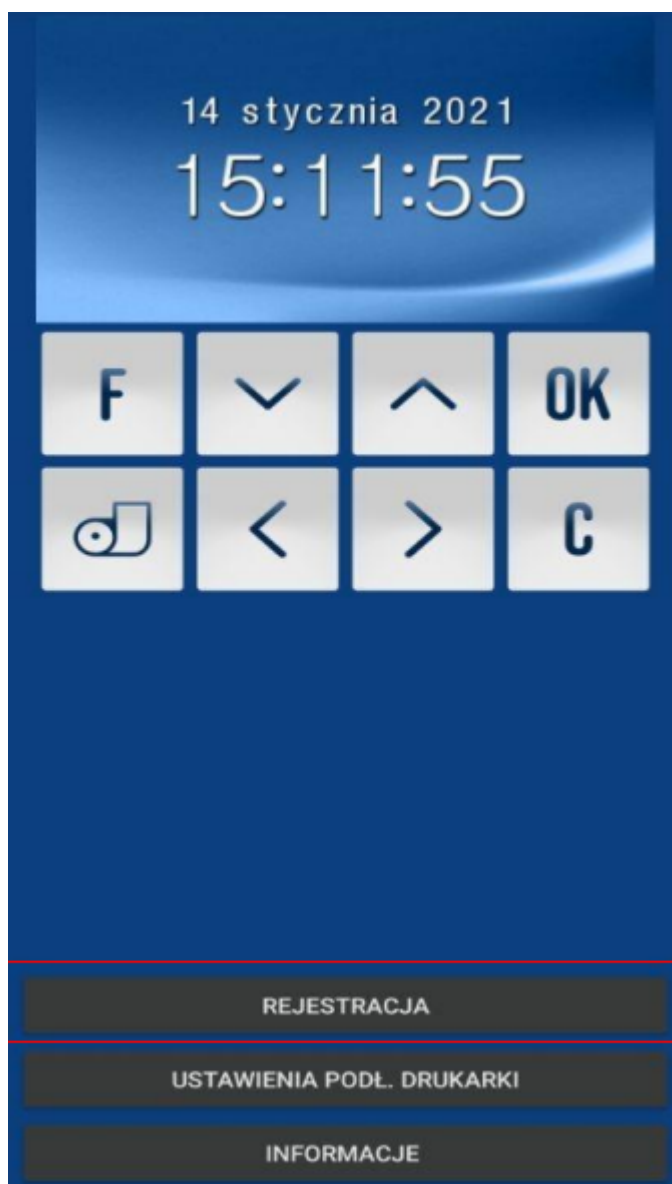 14 stycznia 2021
15:11:55
F
OK
C
REJESTRACJA
USTAWIENIA PODŁ. DRUKARKI
INFORMACJE